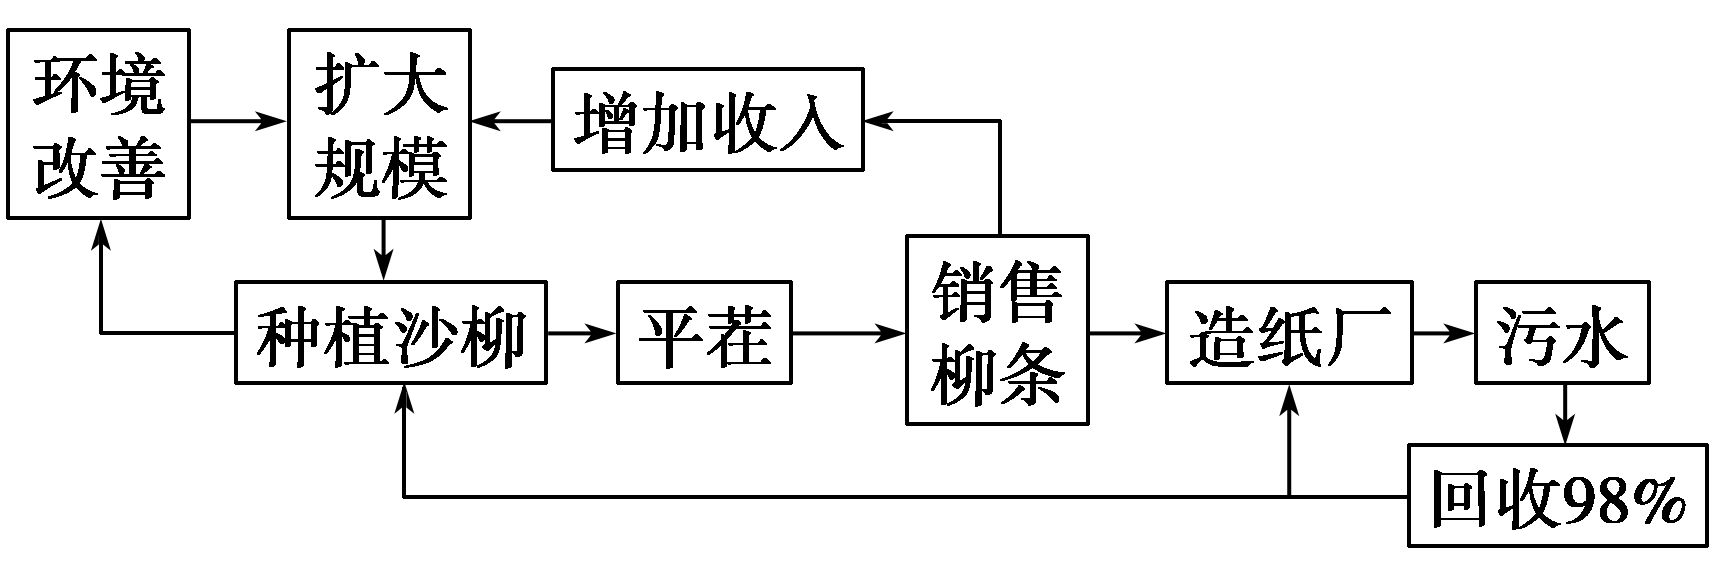 环境
改善
扩大
规模
增加收入
种植沙柳
平茬
销售
柳条
造纸厂
污水
回收98%